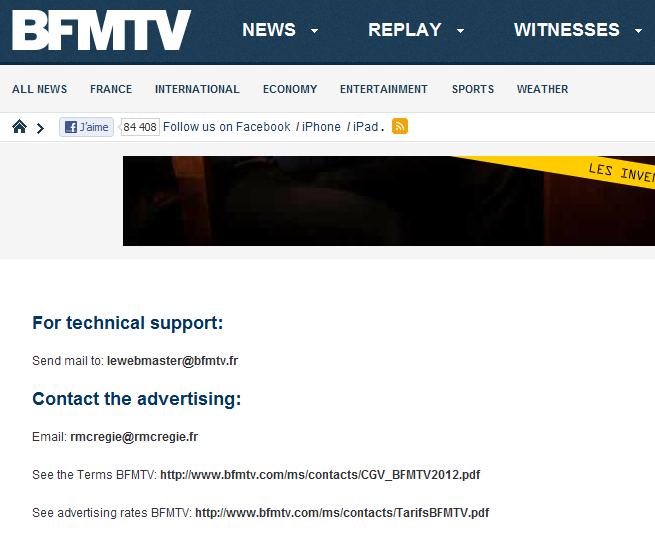 BFMTV NEWS REPLAY WITNESSES
ALL NEWS FRANCE INTERNATIONAL ECONOMY ENTERTAINMENT SPORTS WEATHER
J'aime 84 408 Follow us on Facebook / iPhone / iPad .
LES INVEN
For technical support:
Send mail to: lewebmaster@bfmtv.fr
Contact the advertising:
Email: rmcregie@rmcregie.fr
See the Terms BFMTV: http://www.bfmtv.com/ms/contacts/CGV_BFMTV2012.pdf
See advertising rates BFMTV: http://www.bfmtv.com/ms/contacts/TarifsBFMTV.pdf